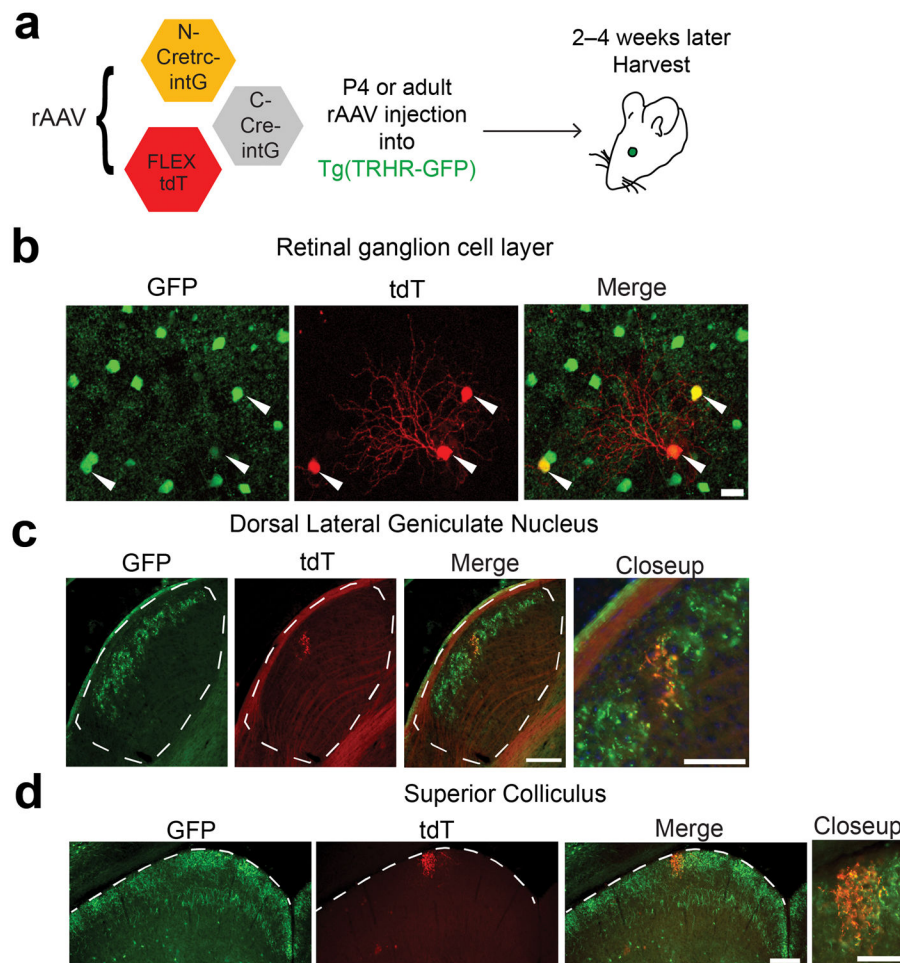 a
rAAV
N-
Cretrc-
intG
C-
Cre-
intG
FLEX
tdT
P4 or adult
rAAV injection
into
Tg(TRHR-GFP)
2–4 weeks later
Harvest
b
Retinal ganglion cell layer
GFP tdT Merge
c
Dorsal Lateral Geniculate Nucleus
GFP tdT Merge Closeup
d
Superior Colliculus
GFP tdT Merge Closeup